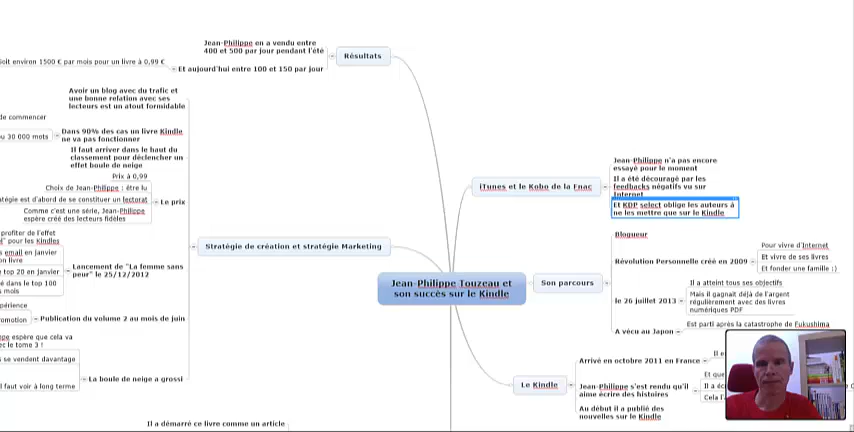 Jean-Philippe en a vendu entre
400 et 500 par jour pendant l'été
Résultats
soit environ 1500 € par mois pour un livre à 0,99 €
Et aujourd'hui entre 100 et 150 par jour
Avoir un blog avec du trafic et
une bonne relation avec ses
lecteurs est un atout formidable
de commencer
30 000 mots
Dans 90% des cas un livre Kindle
ne va pas fonctionner
Il faut arriver dans le haut du
classement pour déclencher un
effet boule de neige
Prix à 0,99
Choix de Jean-Philippe : être lu
est d'abord de se constituer un lectorat
Comme c'est une série, Jean-Philippe
espère créé des lecteurs fidèles
Le prix
Stratégie de création et stratégie Marketing
profiter de l'effet
pour les Kindles
email en janvier
livre
top 20 en janvier
dans le top 100
mois
Lancement de "La femme sans
peur" le 25/12/2012
Publication du volume 2 au mois de juin
espère que cela va
le tome 3 !
se vendent davantage
faut voir à long terme
La boule de neige a grossi
Il a démarré ce livre comme un article
Jean-Philippe Touzeau et
son succès sur le Kindle
iTunes et le Kobo de la Fnac
Jean-Philippe n'a pas encore
essayé pour le moment
Il a été découragé par les
feedbacks négatifs vu sur
Internet
Et KDP select oblige les auteurs à
ne les mettre que sur le Kindle
Son parcours
Blogueur
Révolution Personnelle créé en 2009
Pour vivre d'Internet
Et vivre de ses livres
Et fonder une famille :)
le 26 juillet 2013
Il a atteint tous ses objectifs
Mais il gagnait déjà de l'argent
régulièrement avec des livres
numériques PDF
A vécu au Japon
Est parti après la catastrophe de Fukushima
Le Kindle
Arrivé en octobre 2011 en France
Il
Jean-Philippe s'est rendu qu'il
aime écrire des histoires
Et que
Il a
Cela
Au début il a publié des
nouvelles sur le Kindle